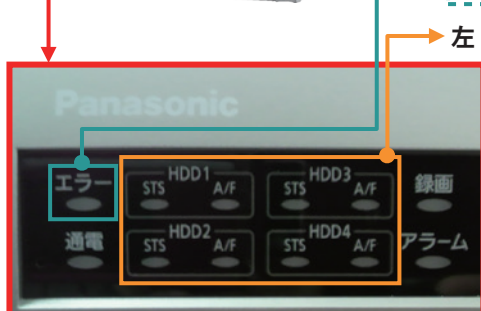 左
Panasonic
エラー HDD1 HDD3 録画
STS A/F STS A/F
通電 HDD2 HDD4 アラーム
STS A/F STS A/F